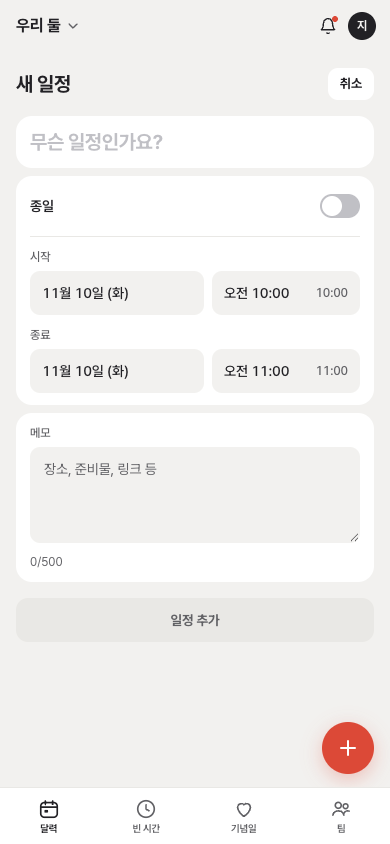 우리 둘
지
새 일정
취소
무슨 일정인가요?
종일
시작
11월 10일 (화)
오전 10:00
10:00
종료
11월 10일 (화)
오전 11:00
11:00
메모
장소, 준비물, 링크 등
0/500
일정 추가
달력
빈 시간
기념일
팀